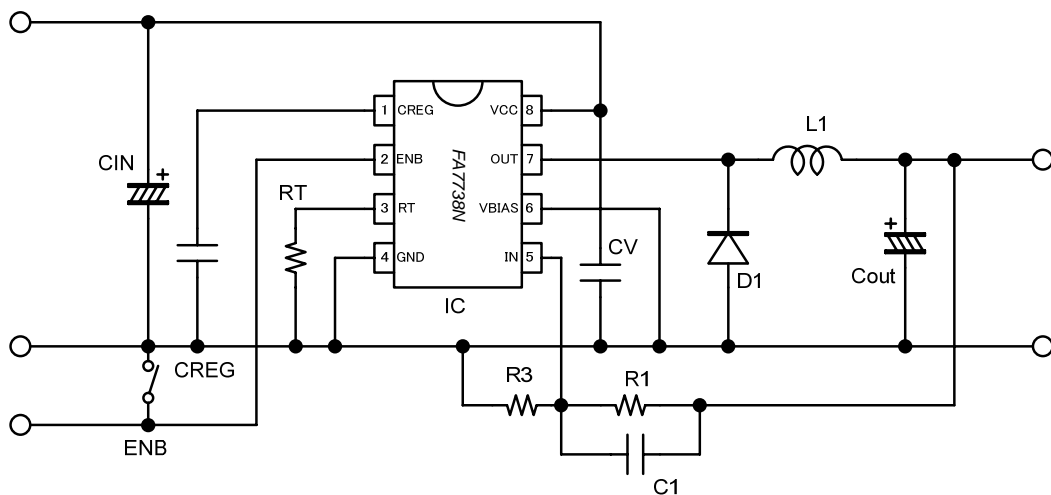 L1
1 CREG VCC 8
CIN +
2 ENB OUT 7
FA7738N
RT
3 RT VBIAS 6
+
CV
4 GND IN 5
D1
Cout
IC
CREG
R3
R1
ENB
C1